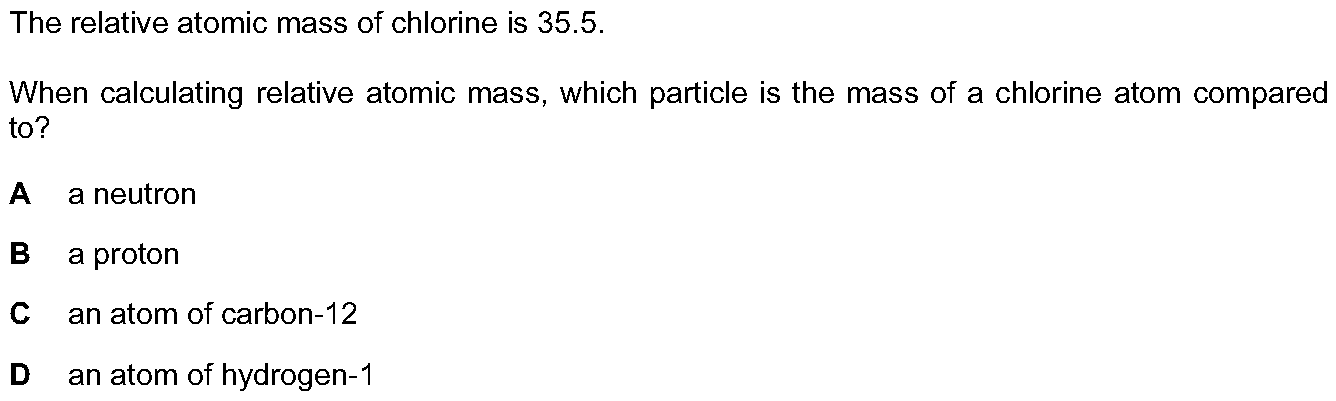 The relative atomic mass of chlorine is 35.5.
When calculating relative atomic mass, which particle is the mass of a chlorine atom compared
to?
A a neutron
B a proton
C an atom of carbon-12
D an atom of hydrogen-1